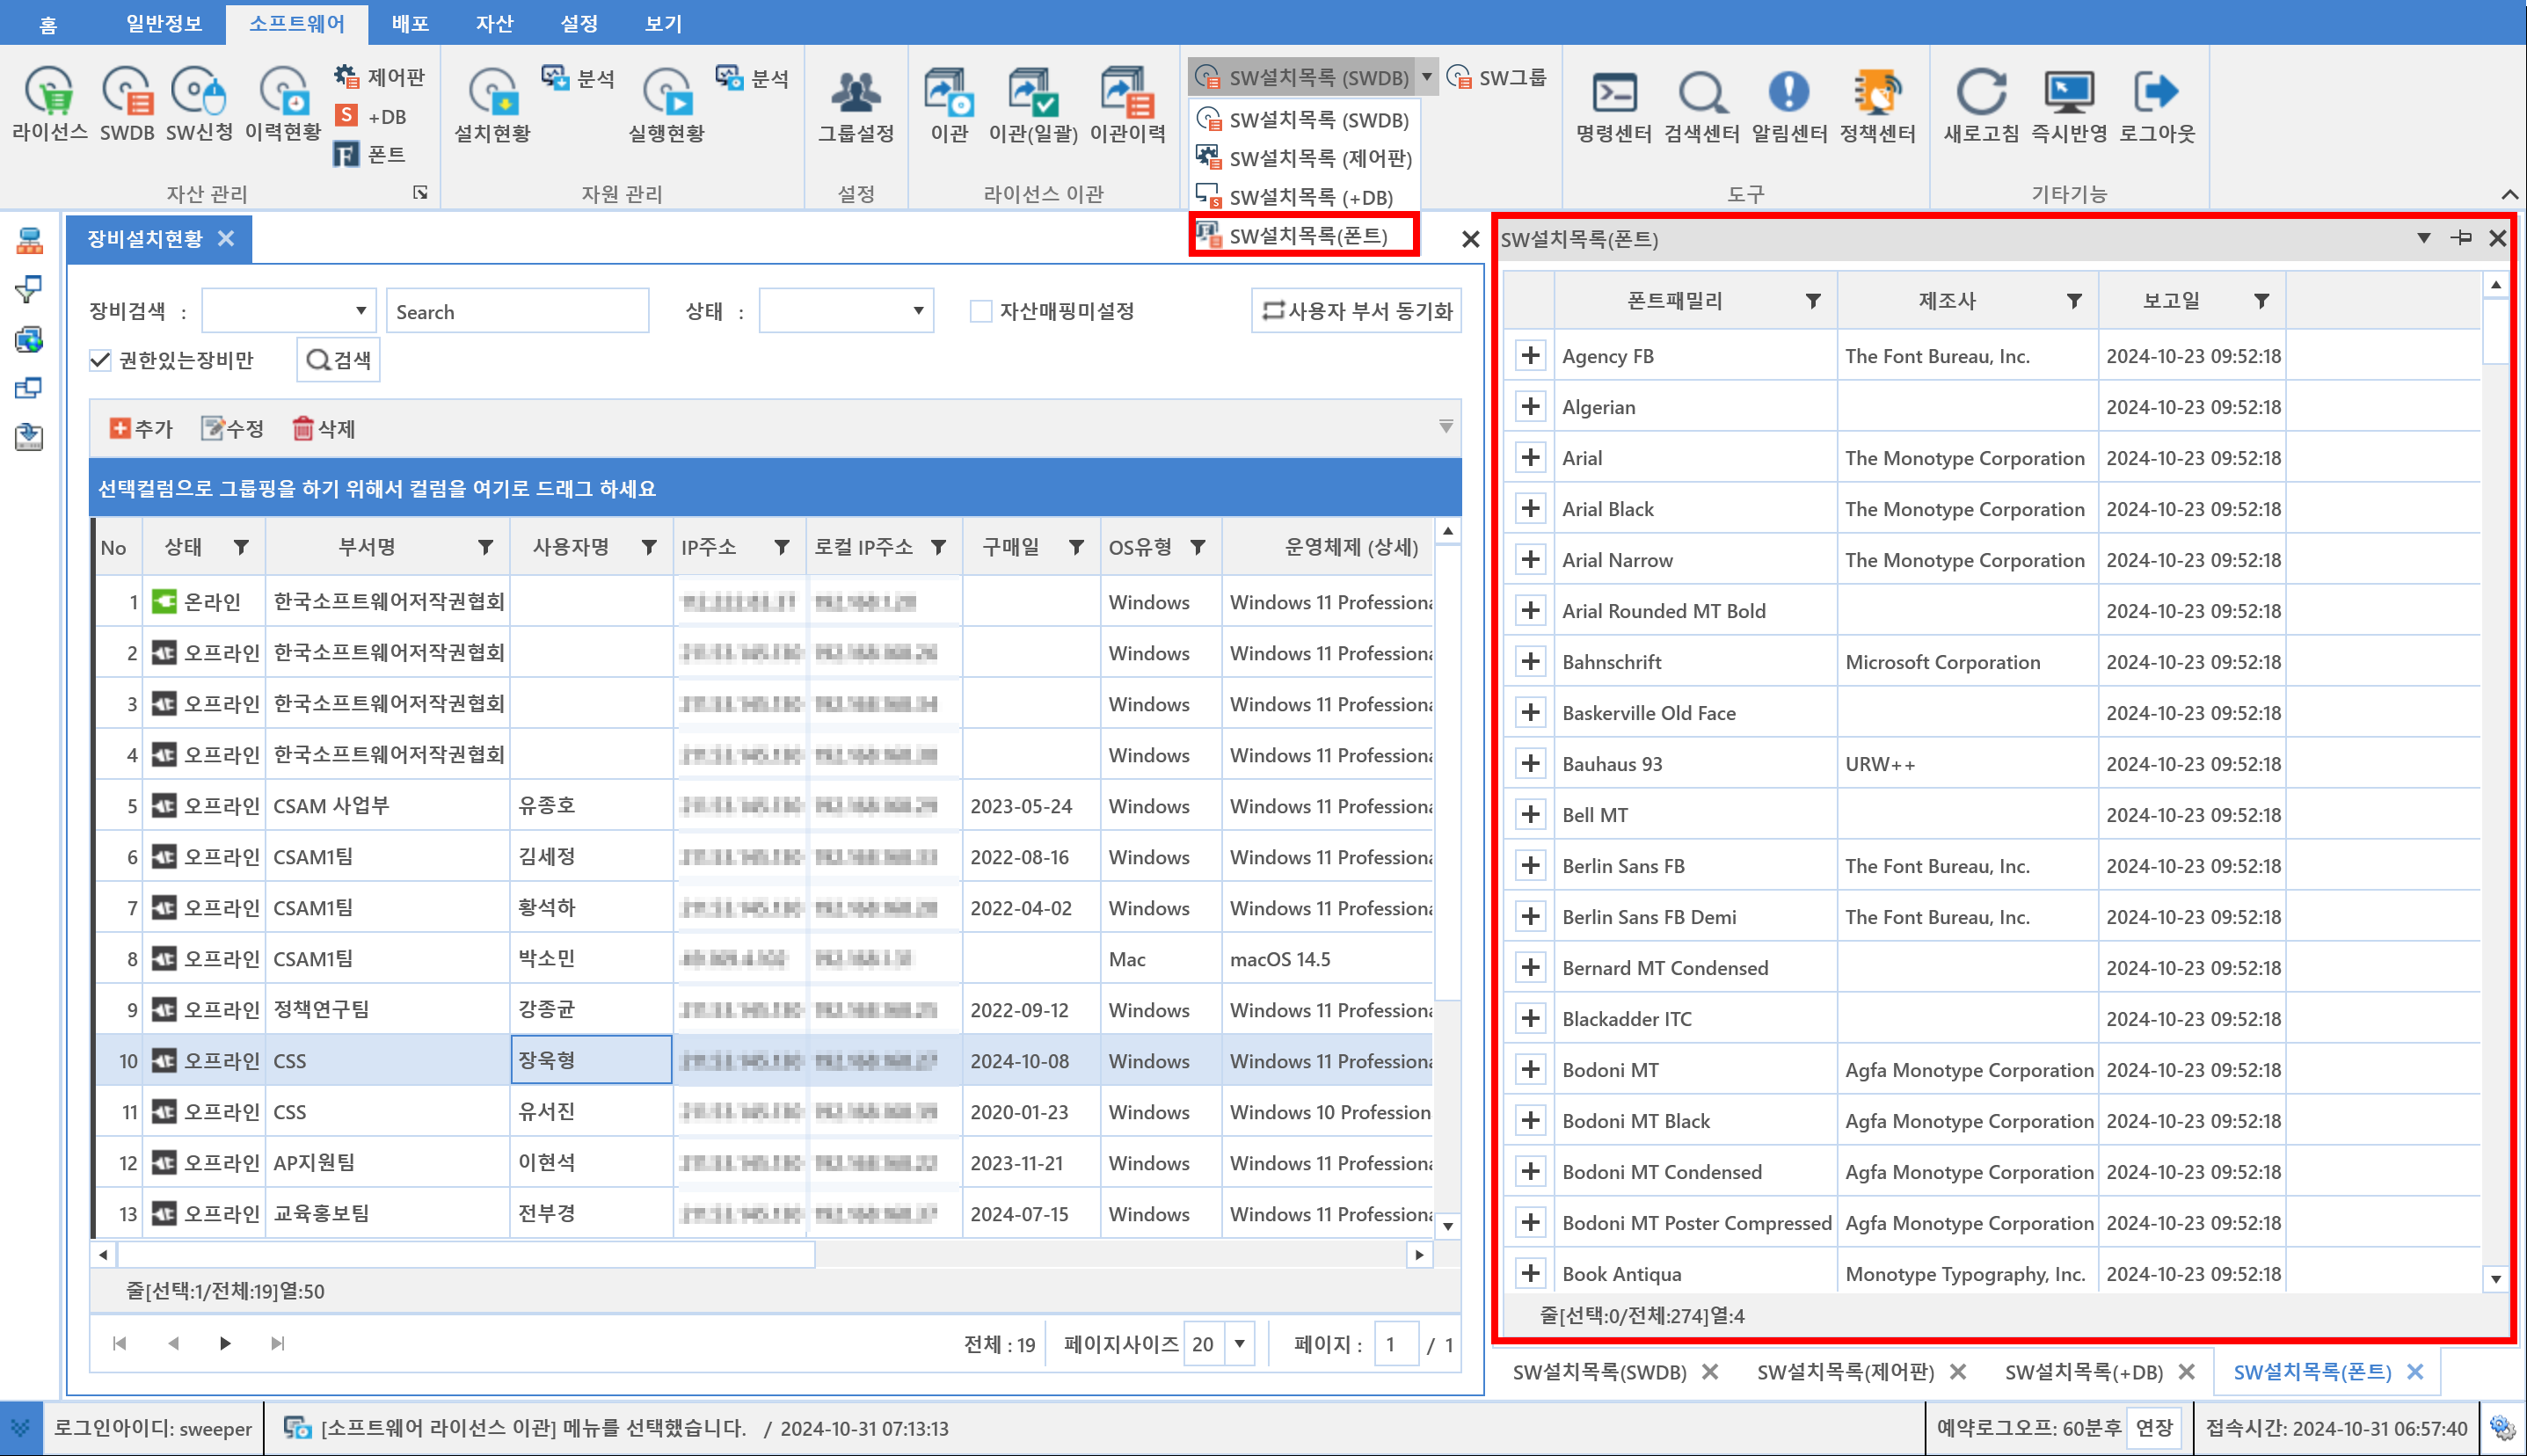 홈 일반정보 소프트웨어 배포 자산 설정 보기
라이선스 SWDB SW신청 이력현황 제어판 +DB 폰트
자산 관리
설치현황 분석 실행현황 분석
자원 관리
그룹설정
설정
이관 이관(일괄) 이관이력
라이선스 이관
SW설치목록 (SWDB) SW그룹
SW설치목록 (SWDB)
SW설치목록 (제어판)
SW설치목록 (+DB)
SW설치목록(폰트)
명령센터 검색센터 알림센터 정책센터
도구
새로고침 즉시반영 로그아웃
기타기능
장비설치현황
장비검색 : Search 상태 : 자산매핑미설정 사용자 부서 동기화
권한있는장비만 검색
추가 수정 삭제
선택컬럼으로 그룹핑을 하기 위해서 컬럼을 여기로 드래그 하세요
No 상태 부서명 사용자명 IP주소 로컬 IP주소 구매일 OS유형 운영체제 (상세)
1 온라인 한국소프트웨어저작권협회 Windows Windows 11 Professiona
2 오프라인 한국소프트웨어저작권협회 Windows Windows 11 Professiona
3 오프라인 한국소프트웨어저작권협회 Windows Windows 11 Professiona
4 오프라인 한국소프트웨어저작권협회 Windows Windows 11 Professiona
5 오프라인 CSAM 사업부 유종호 2023-05-24 Windows Windows 11 Professiona
6 오프라인 CSAM1팀 김세정 2022-08-16 Windows Windows 11 Professiona
7 오프라인 CSAM1팀 황석하 2022-04-02 Windows Windows 11 Professiona
8 오프라인 CSAM1팀 박소민 Mac macOS 14.5
9 오프라인 정책연구팀 강종균 2022-09-12 Windows Windows 11 Professiona
10 오프라인 CSS 장욱형 2024-10-08 Windows Windows 11 Professiona
11 오프라인 CSS 유서진 2020-01-23 Windows Windows 10 Profession
12 오프라인 AP지원팀 이현석 2023-11-21 Windows Windows 11 Professiona
13 오프라인 교육홍보팀 전부경 2024-07-15 Windows Windows 11 Professiona
줄[선택:1/전체:19]열:50
전체 : 19 페이지사이즈 20 페이지 : 1 / 1
SW설치목록(폰트)
폰트패밀리 제조사 보고일
Agency FB The Font Bureau, Inc. 2024-10-23 09:52:18
Algerian 2024-10-23 09:52:18
Arial The Monotype Corporation 2024-10-23 09:52:18
Arial Black The Monotype Corporation 2024-10-23 09:52:18
Arial Narrow The Monotype Corporation 2024-10-23 09:52:18
Arial Rounded MT Bold 2024-10-23 09:52:18
Bahnschrift Microsoft Corporation 2024-10-23 09:52:18
Baskerville Old Face 2024-10-23 09:52:18
Bauhaus 93 URW++ 2024-10-23 09:52:18
Bell MT 2024-10-23 09:52:18
Berlin Sans FB The Font Bureau, Inc. 2024-10-23 09:52:18
Berlin Sans FB Demi The Font Bureau, Inc. 2024-10-23 09:52:18
Bernard MT Condensed 2024-10-23 09:52:18
Blackadder ITC 2024-10-23 09:52:18
Bodoni MT Agfa Monotype Corporation 2024-10-23 09:52:18
Bodoni MT Black Agfa Monotype Corporation 2024-10-23 09:52:18
Bodoni MT Condensed Agfa Monotype Corporation 2024-10-23 09:52:18
Bodoni MT Poster Compressed Agfa Monotype Corporation 2024-10-23 09:52:18
Book Antiqua Monotype Typography, Inc. 2024-10-23 09:52:18
줄[선택:0/전체:274]열:4
SW설치목록(SWDB) SW설치목록(제어판) SW설치목록(+DB) SW설치목록(폰트)
로그인아이디: sweeper [소프트웨어 라이선스 이관] 메뉴를 선택했습니다. / 2024-10-31 07:13:13 예약로그오프: 60분후 연장 접속시간: 2024-10-31 06:57:40